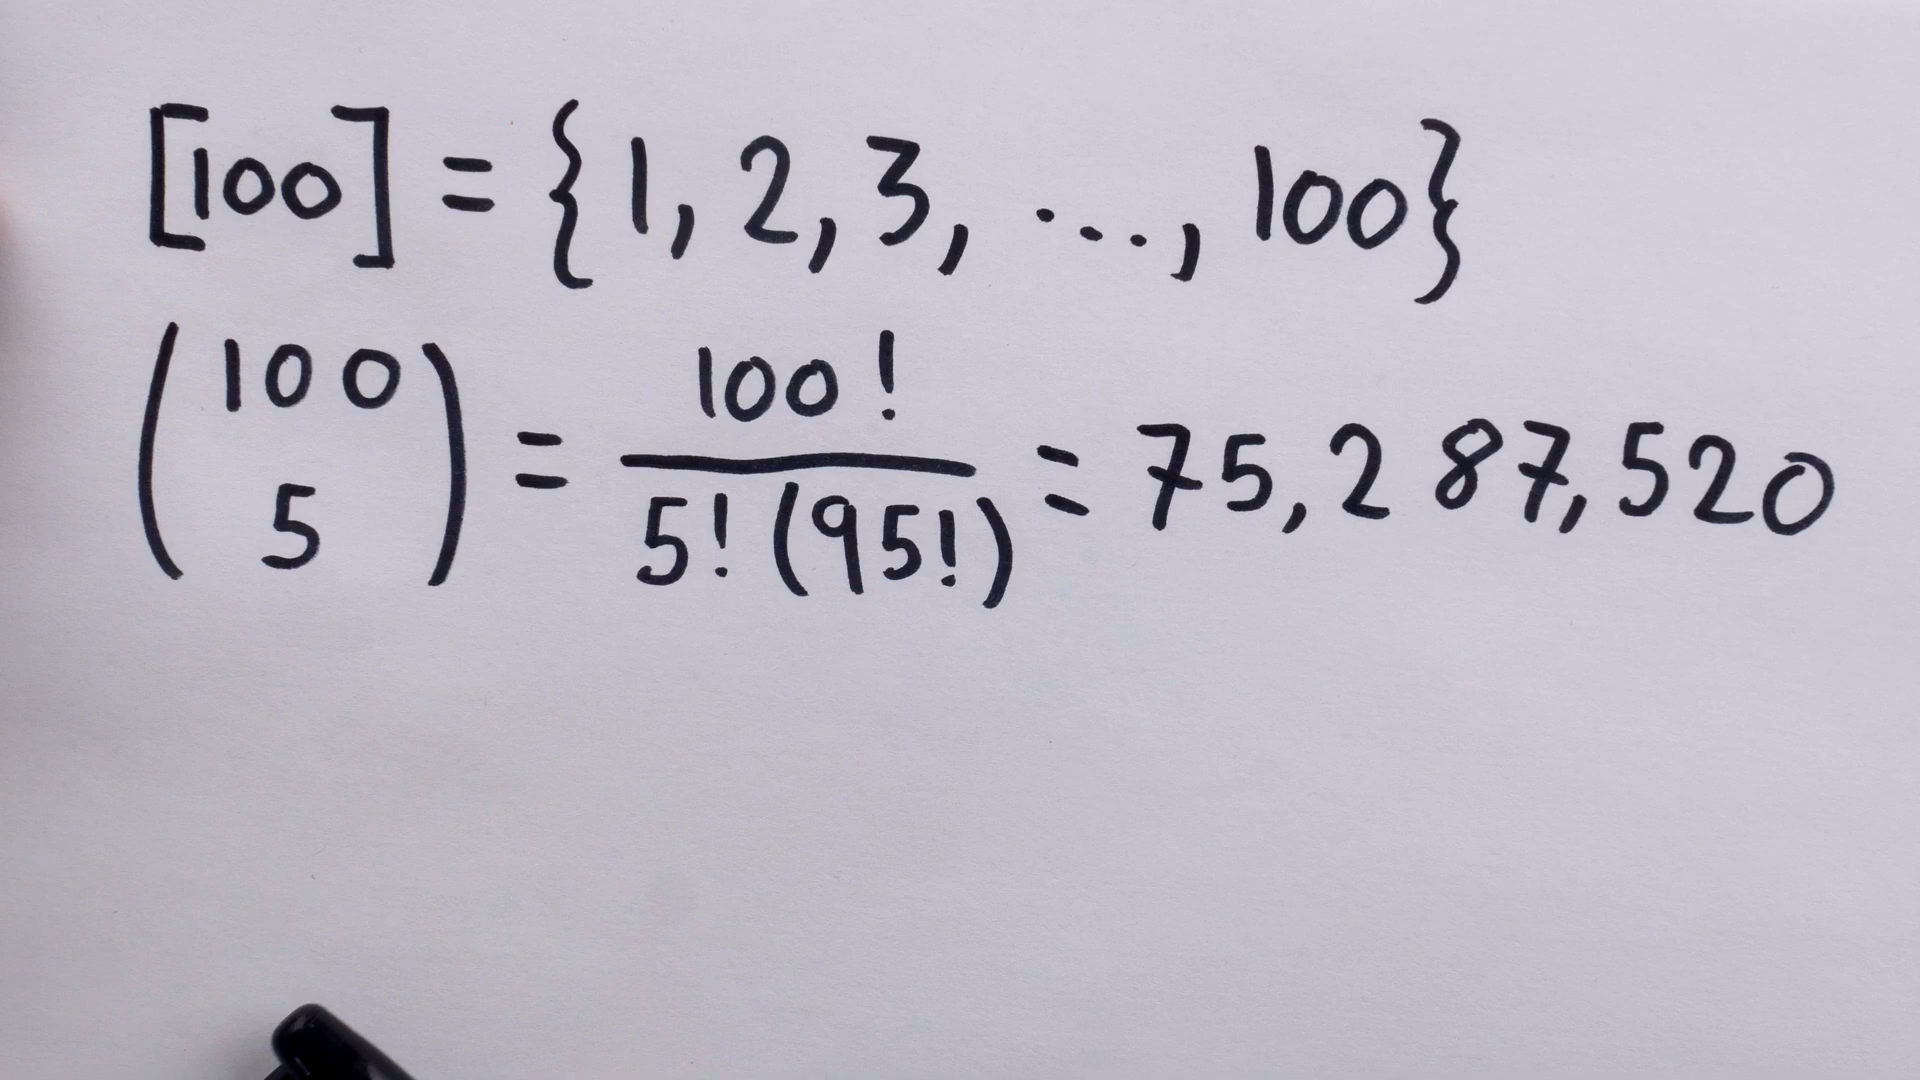 [100] = {1, 2, 3, ..., 100}
(100 5) = 100! / 5! (95!) = 75,287,520